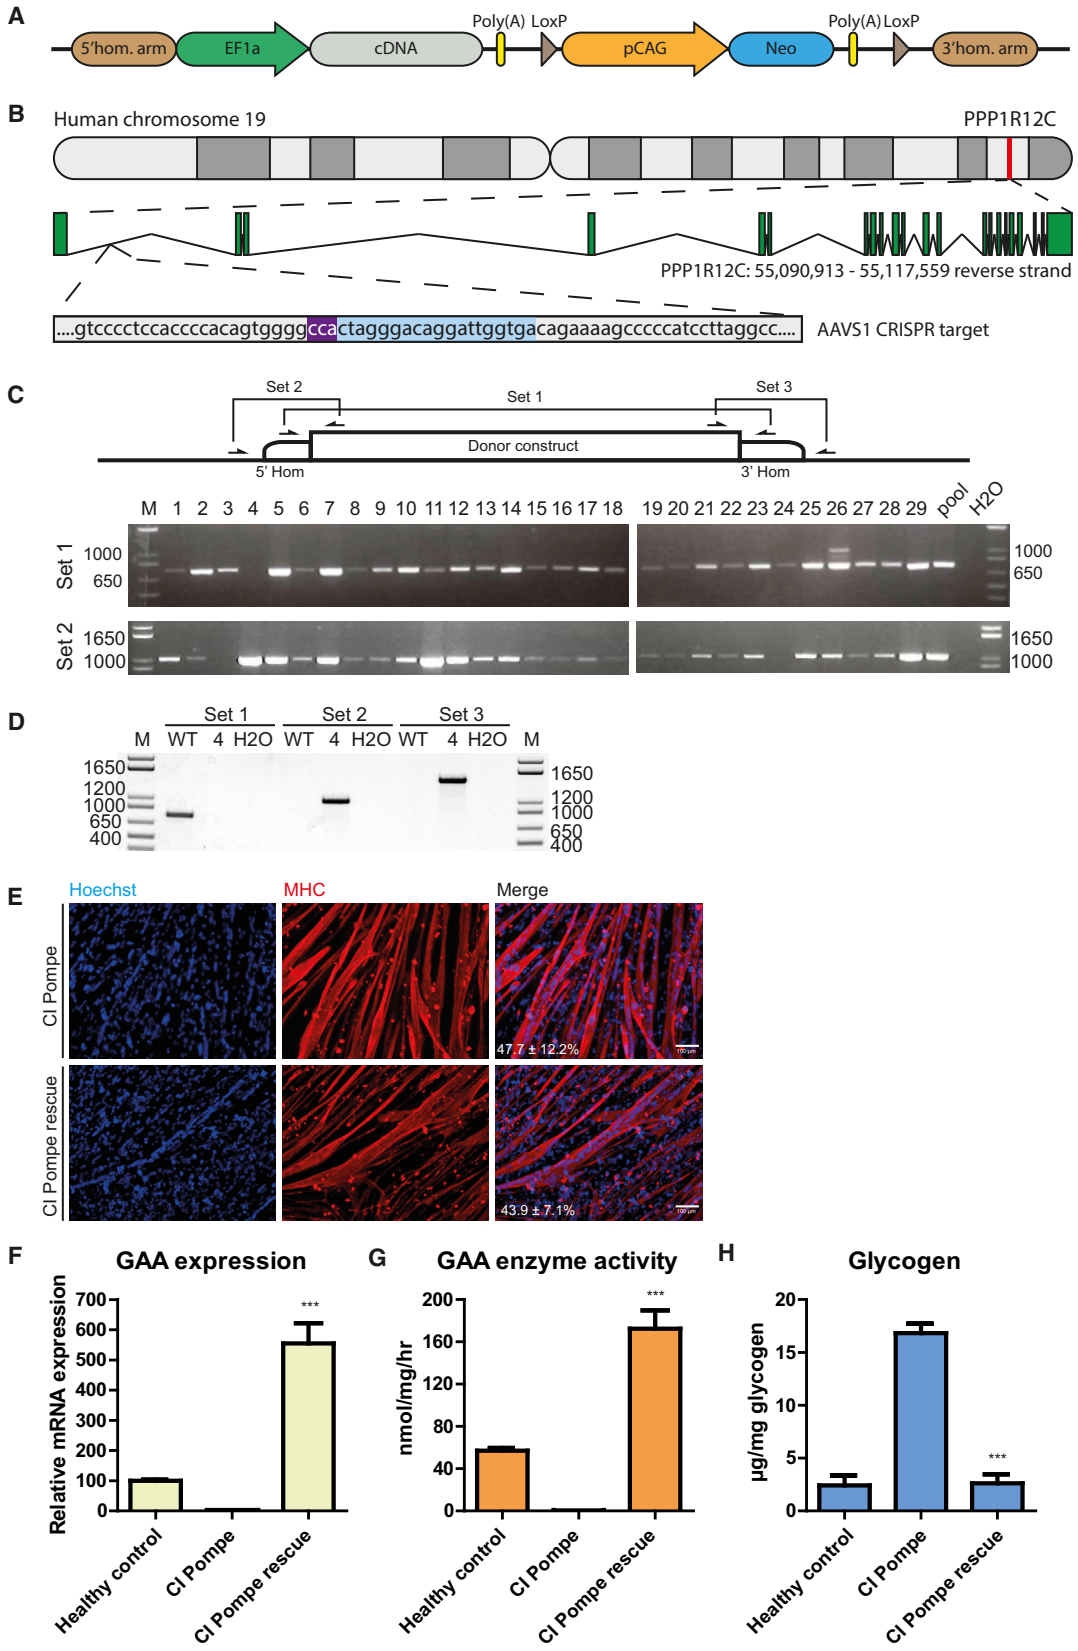 A
5'hom. arm
EF1a
cDNA
Poly(A) LoxP
pCAG
Neo
Poly(A) LoxP
3'hom. arm
B
Human chromosome 19
PPP1R12C
PPP1R12C: 55,090,913 - 55,117,559 reverse strand
....gtcccctccaccccacagtggggccactagggacaggattggtgacagaaaagcccccatccttaggcc....
AAVS1 CRISPR target
C
Set 2
Set 1
Set 3
Donor construct
5' Hom
3' Hom
M 1 2 3 4 5 6 7 8 9 10 11 12 13 14 15 16 17 18 19 20 21 22 23 24 25 26 27 28 29 pool H2O
Set 1
1000
650
1000
650
Set 2
1650
1000
1650
1000
D
Set 1 Set 2 Set 3
M WT 4 H2O WT 4 H2O WT 4 H2O M
1650
1200
1000
650
400
1650
1200
1000
650
400
E
Hoechst
MHC
Merge
CI Pompe
47.7 ± 12.2%
100 µm
CI Pompe rescue
43.9 ± 7.1%
100 µm
F
GAA expression
Relative mRNA expression
700
600
500
400
300
200
100
0
***
Healthy control
CI Pompe
CI Pompe rescue
G
GAA enzyme activity
nmol/mg/hr
200
160
120
80
40
0
***
Healthy control
CI Pompe
CI Pompe rescue
H
Glycogen
µg/mg glycogen
20
15
10
5
0
***
Healthy control
CI Pompe
CI Pompe rescue